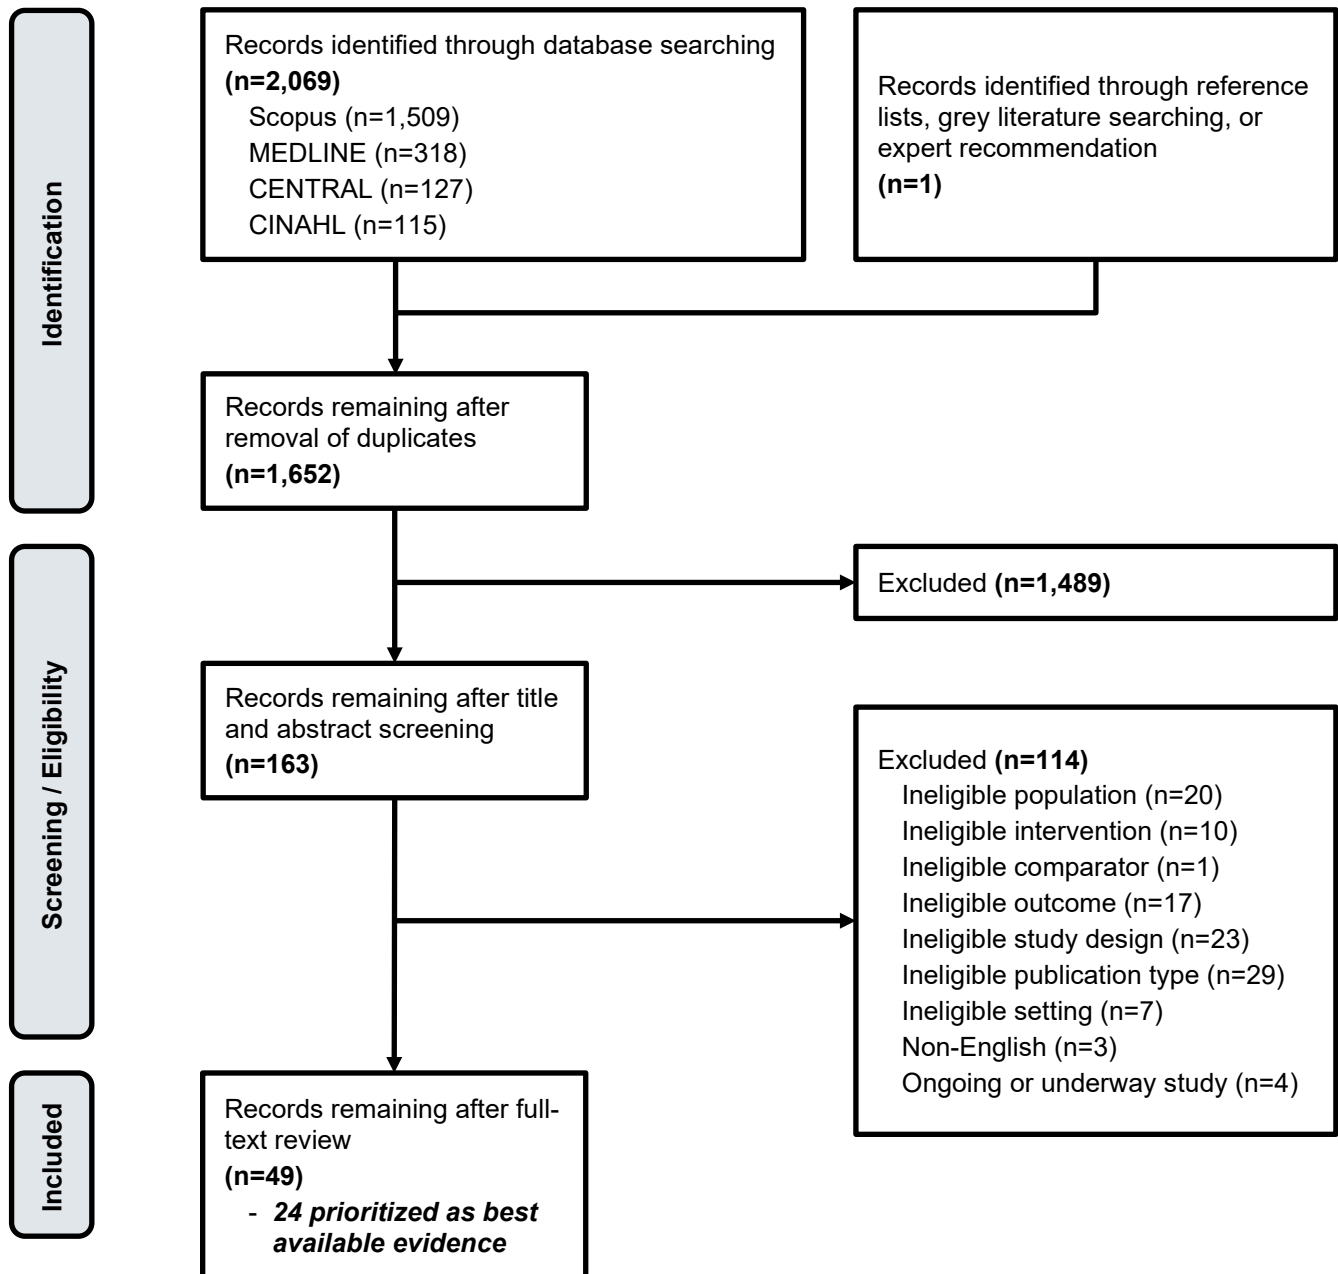 Identification
Records identified through database searching
(n=2,069)
Scopus (n=1,509)
MEDLINE (n=318)
CENTRAL (n=127)
CINAHL (n=115)
Records identified through reference
lists, grey literature searching, or
expert recommendation
(n=1)
Records remaining after
removal of duplicates
(n=1,652)
Screening / Eligibility
Excluded (n=1,489)
Records remaining after title
and abstract screening
(n=163)
Excluded (n=114)
Ineligible population (n=20)
Ineligible intervention (n=10)
Ineligible comparator (n=1)
Ineligible outcome (n=17)
Ineligible study design (n=23)
Ineligible publication type (n=29)
Ineligible setting (n=7)
Non-English (n=3)
Ongoing or underway study (n=4)
Included
Records remaining after full-
text review
(n=49)
- 24 prioritized as best
available evidence